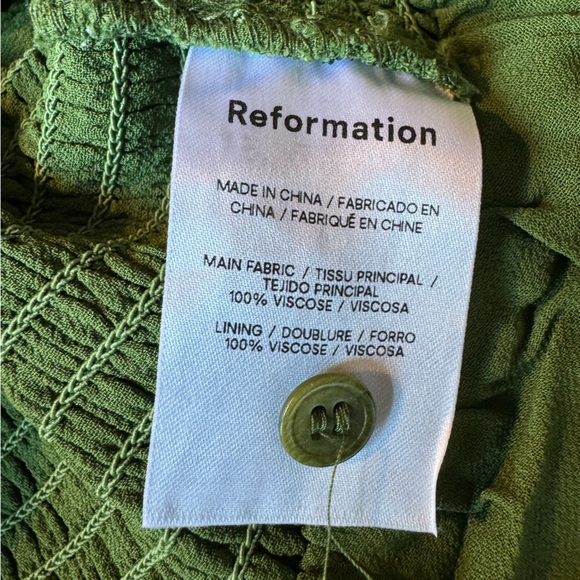 Reformation
MADE IN CHINA / FABRICADO EN
CHINA / FABRIQUÉ EN CHINE
MAIN FABRIC / TISSU PRINCIPAL /
TEJIDO PRINCIPAL
100% VISCOSE / VISCOSA
LINING / DOUBLURE / FORRO
100% VISCOSE / VISCOSA